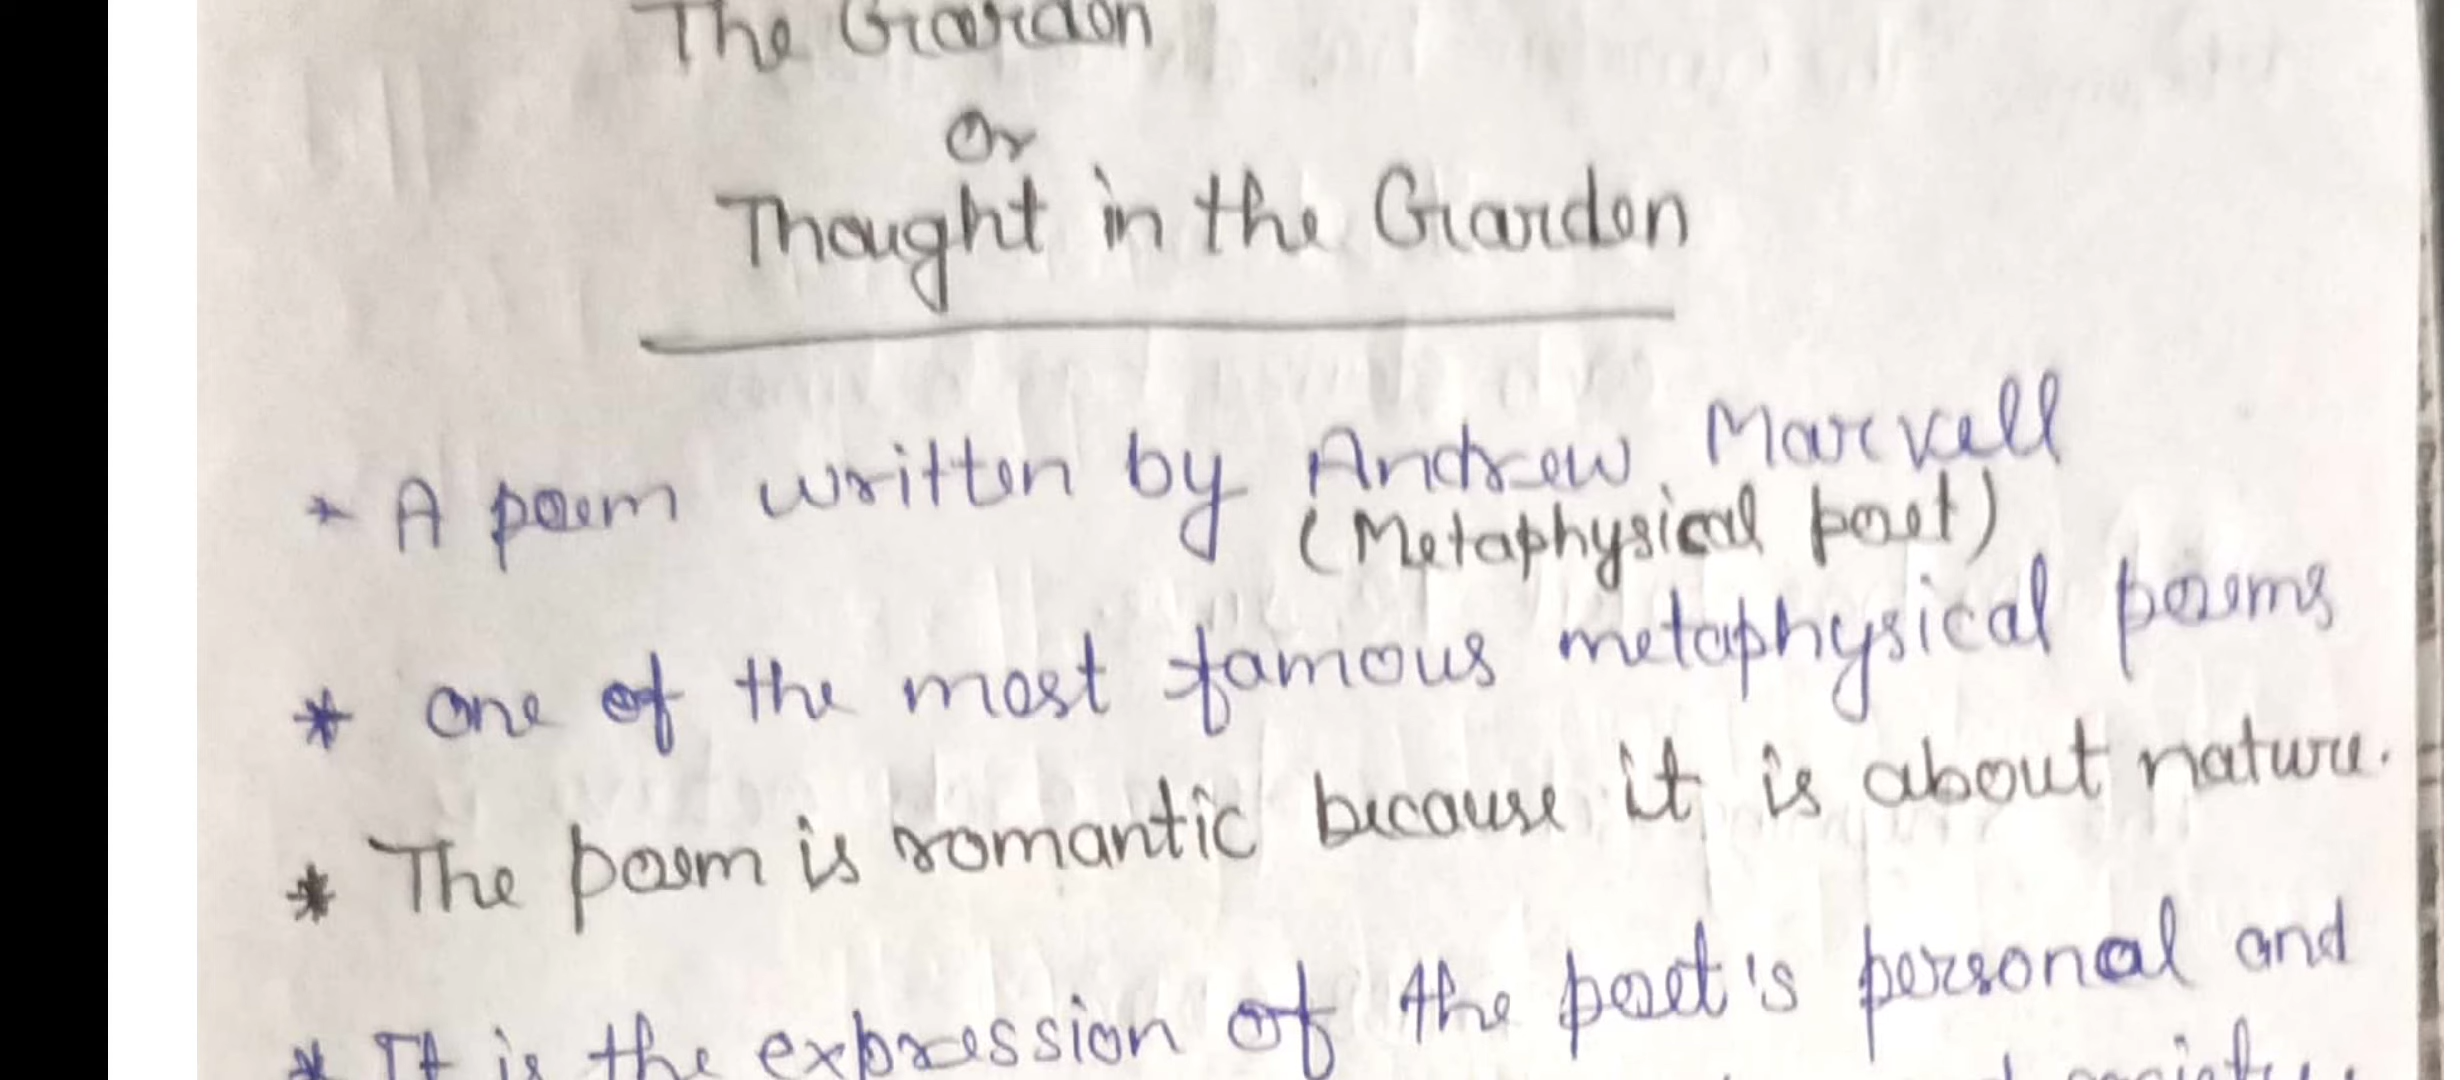 The Garden
Or
Thought in the Garden
* A poem written by Andrew Marvell
(Metaphysical poet)
* one of the most famous metaphysical poems
* The poem is romantic because it is about nature.
* It is the expression of the poet's personal and